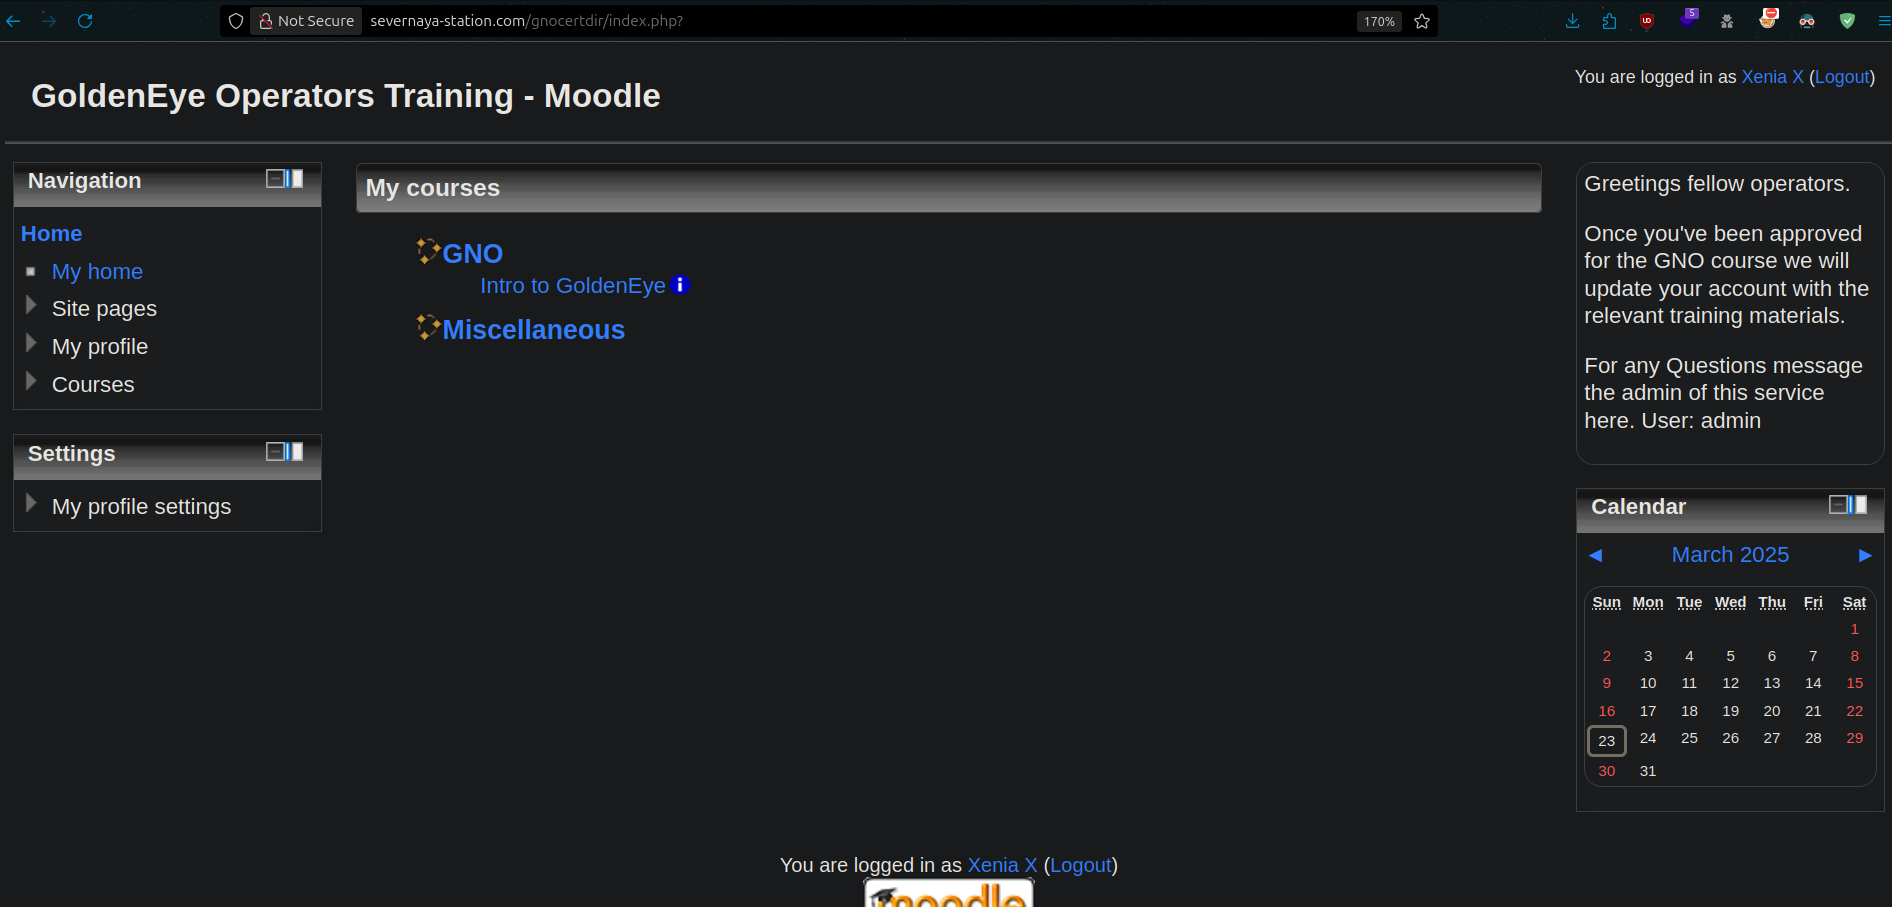 Not Secure severnaya-station.com/gnocertdir/index.php? 170% 5
You are logged in as Xenia X (Logout)
GoldenEye Operators Training - Moodle
Navigation
Home
My home
Site pages
My profile
Courses
Settings
My profile settings
My courses
GNO
Intro to GoldenEye
Miscellaneous
Greetings fellow operators.
Once you've been approved
for the GNO course we will
update your account with the
relevant training materials.
For any Questions message
the admin of this service
here. User: admin
Calendar
◄ March 2025 ►
Sun Mon Tue Wed Thu Fri Sat
1
2 3 4 5 6 7 8
9 10 11 12 13 14 15
16 17 18 19 20 21 22
23 24 25 26 27 28 29
30 31
You are logged in as Xenia X (Logout)
moodle